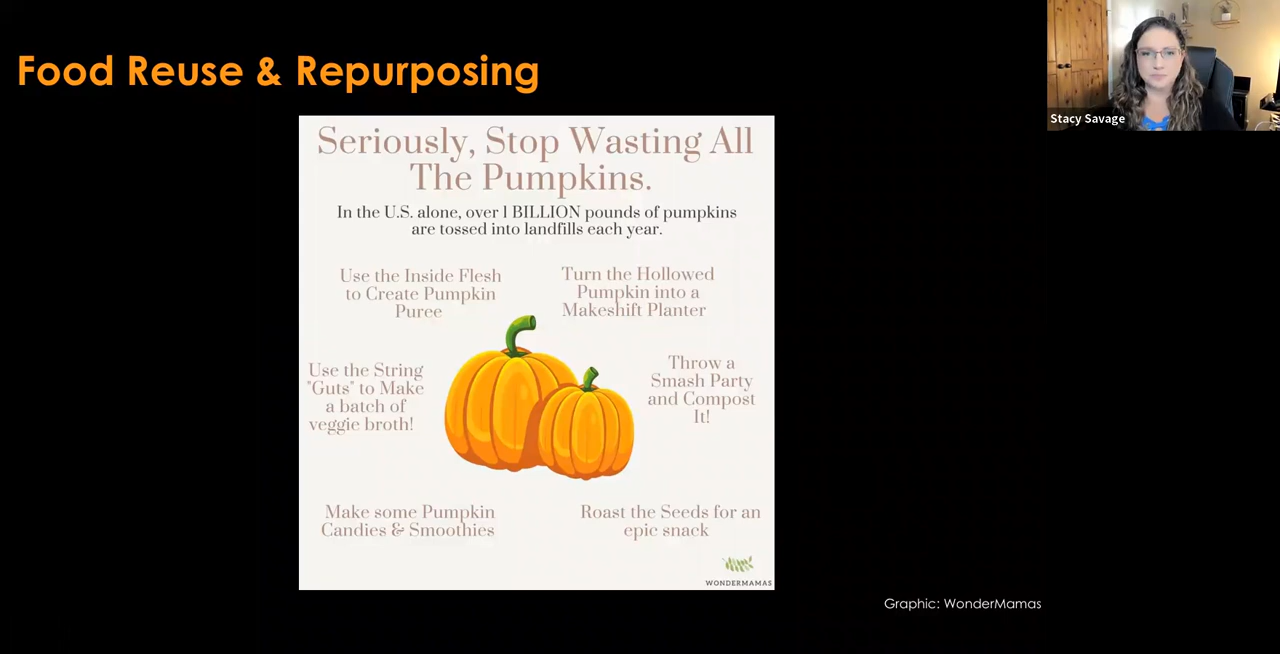 Food Reuse & Repurposing
Stacy Savage
Seriously, Stop Wasting All
The Pumpkins.
In the U.S. alone, over 1 BILLION pounds of pumpkins
are tossed into landfills each year.
Use the Inside Flesh
to Create Pumpkin
Puree
Turn the Hollowed
Pumpkin into a
Makeshift Planter
Use the String
"Guts" to Make
a batch of
veggie broth!
Throw a
Smash Party
and Compost
It!
Make some Pumpkin
Candies & Smoothies
Roast the Seeds for an
epic snack
WONDERMAMAS
Graphic: WonderMamas